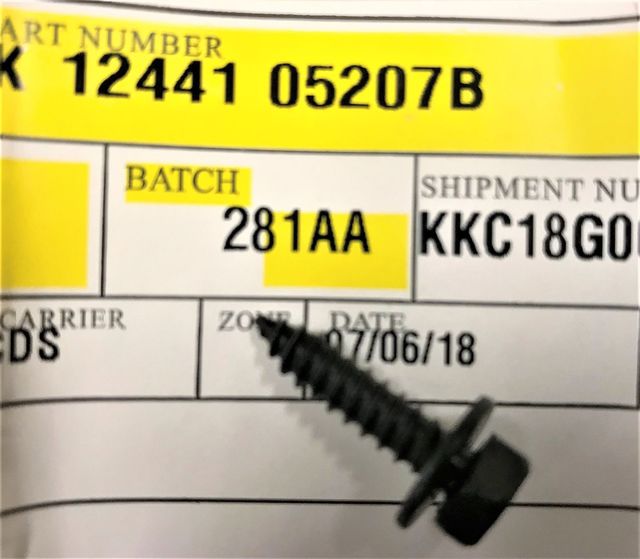 ART NUMBER
K 12441 05207B
BATCH
281AA
SHIPMENT NU
KKC18G0
CARRIER
CDS
ZONE
DATE
07/06/18